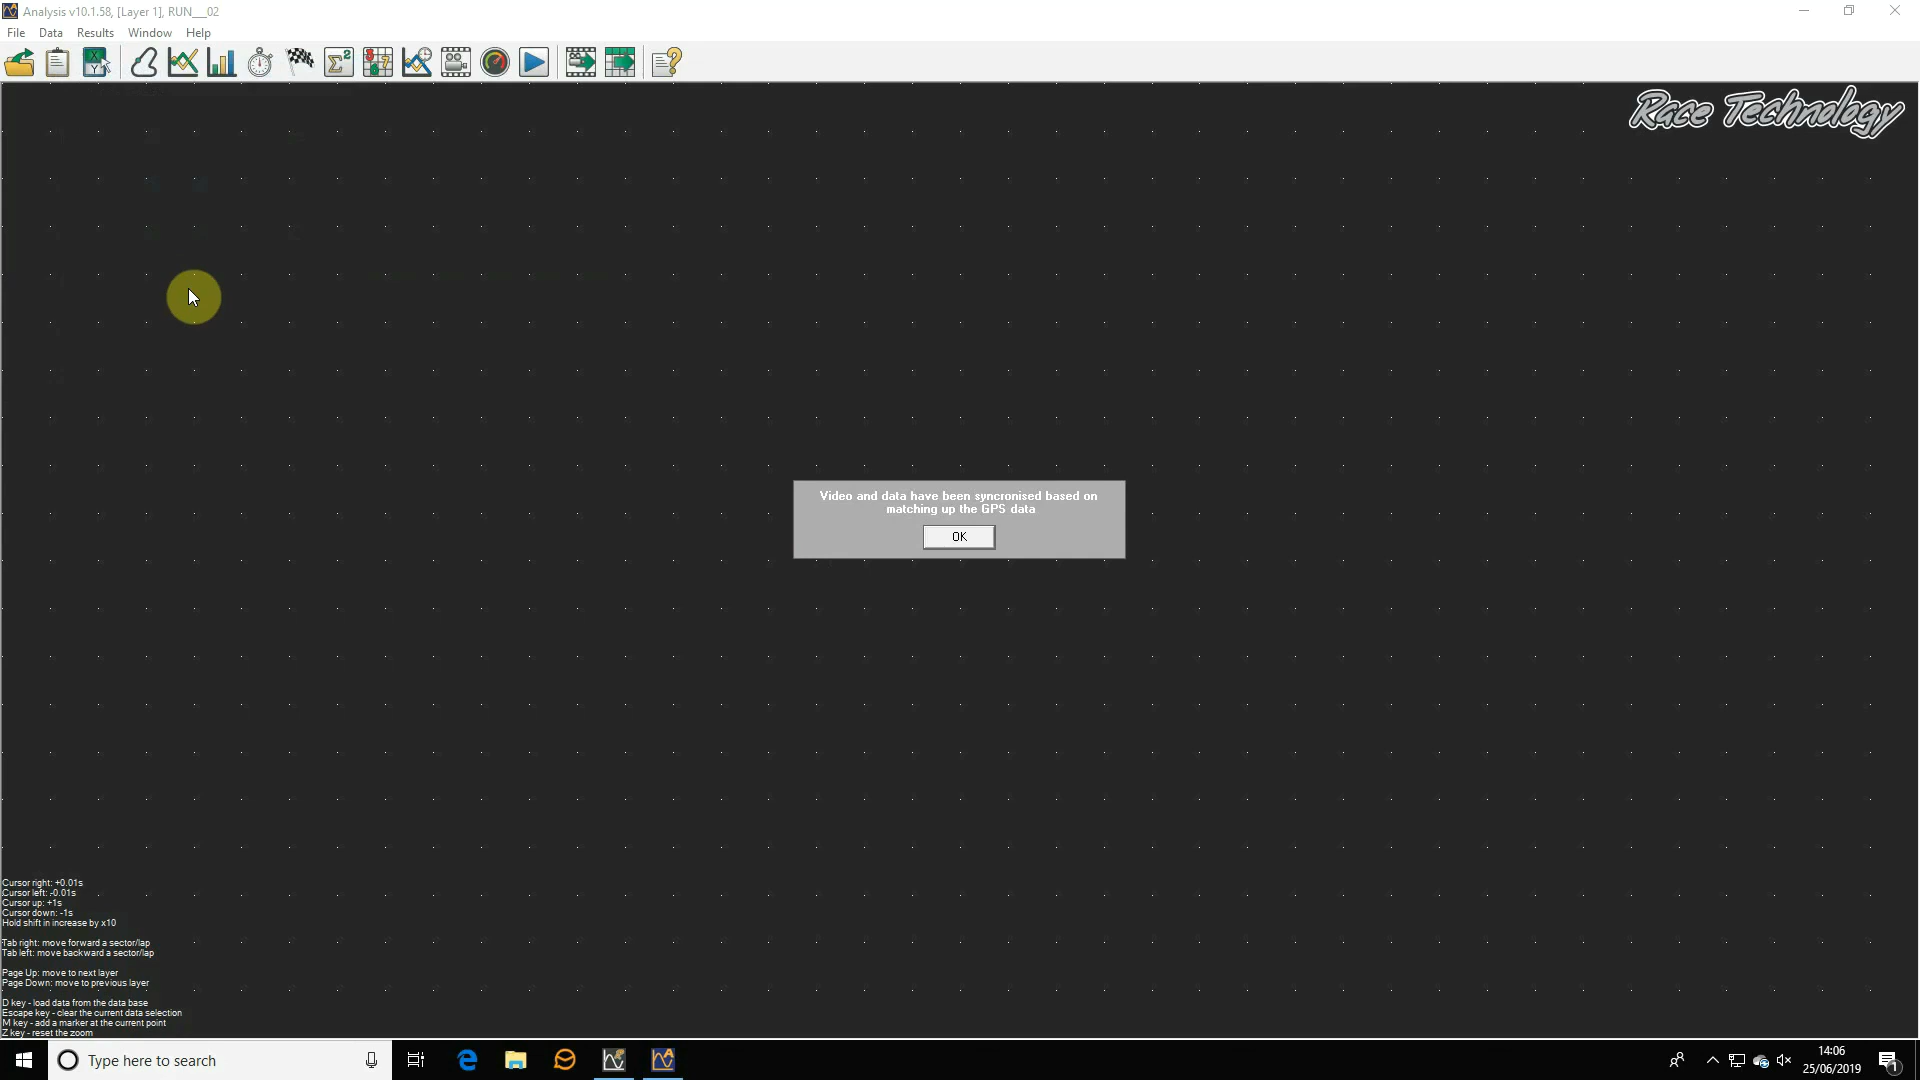 Analysis v10.1.58, [Layer 1], RUN__02
File Data Results Window Help
Race Technology
Video and data have been syncronised based on
matching up the GPS data
OK
Cursor right: +0.01s
Cursor left: -0.01s
Cursor up: +1s
Cursor down: -1s
Hold shift in increase by x10
Tab right: move forward a sector/lap
Tab left: move backward a sector/lap
Page Up: move to next layer
Page Down: move to previous layer
D key - load data from the data base
Escape key - clear the current data selection
M key - add a marker at the current point
Z key - reset the zoom
Type here to search
14:06
25/06/2019
1